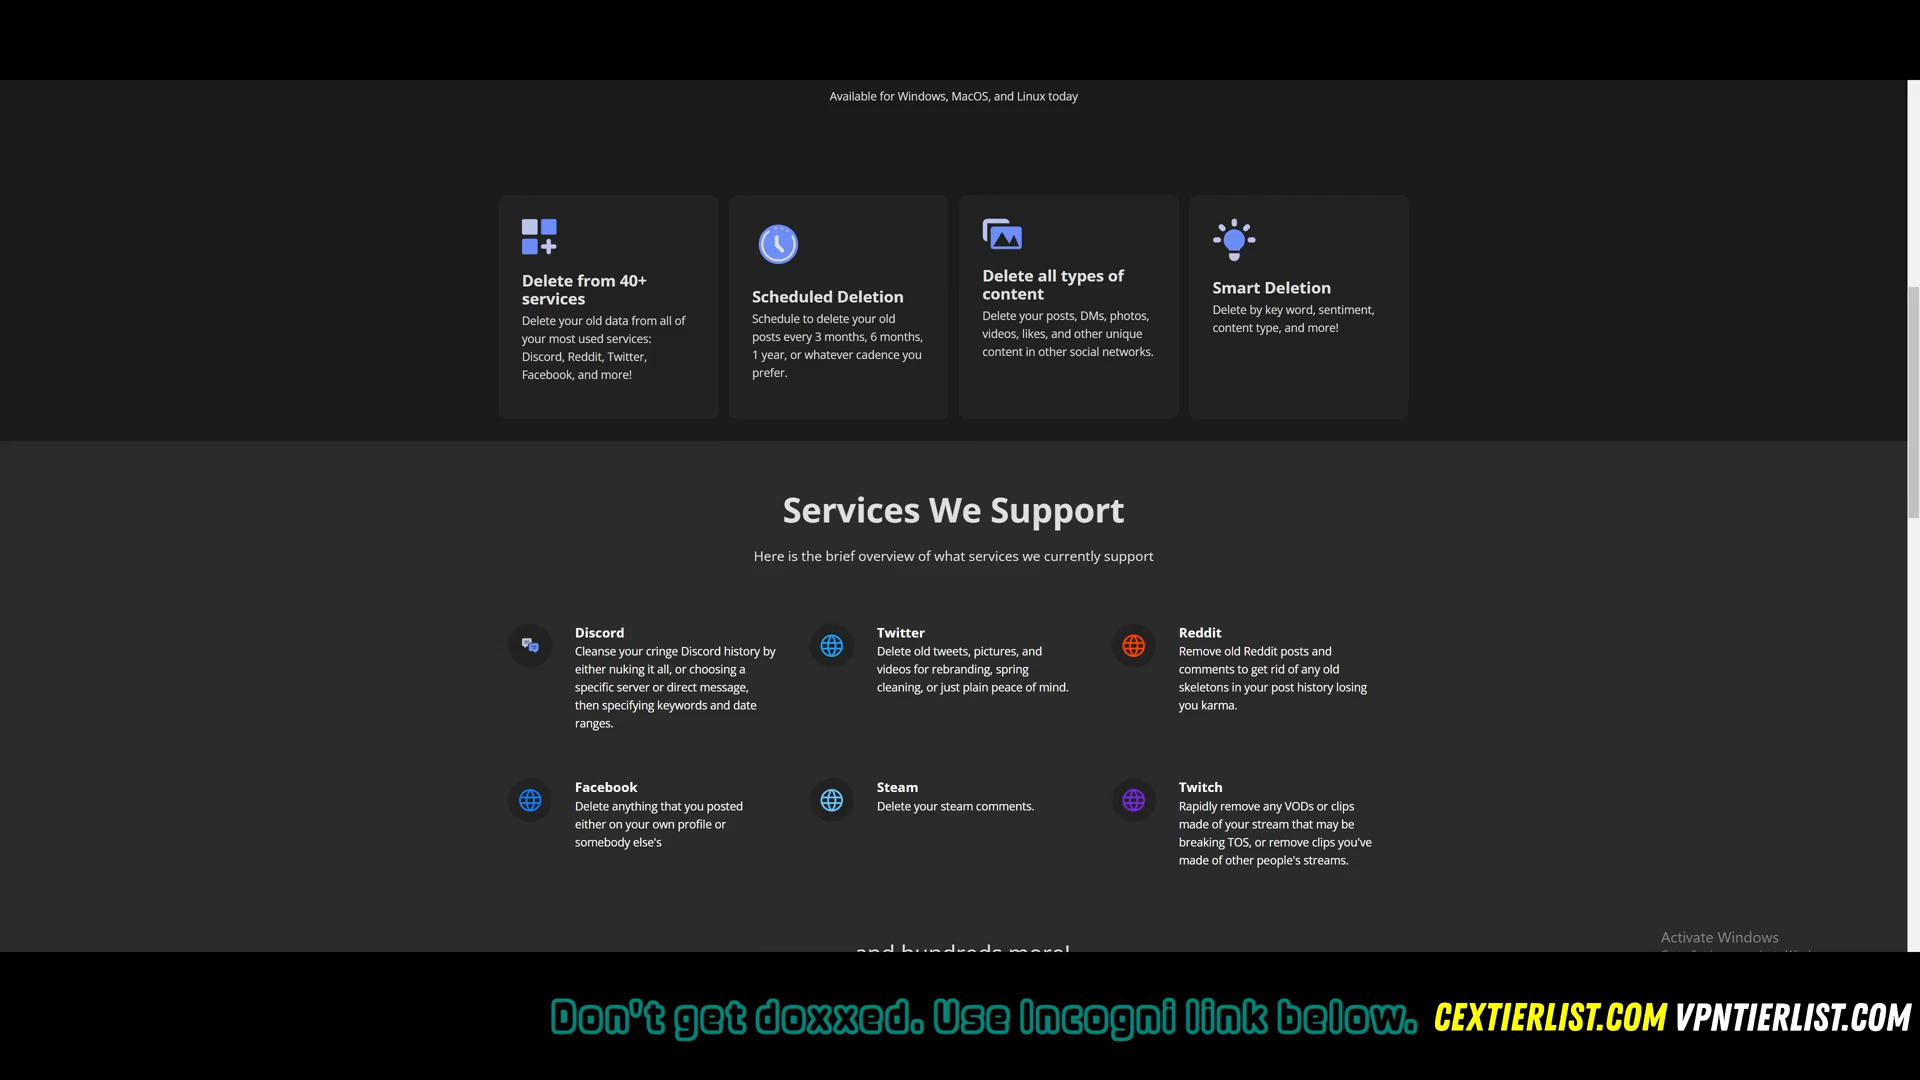 Available for Windows, MacOS, and Linux today
Delete from 40+
services
Delete your old data from all of
your most used services:
Discord, Reddit, Twitter,
Facebook, and more!
Scheduled Deletion
Schedule to delete your old
posts every 3 months, 6 months,
1 year, or whatever cadence you
prefer.
Delete all types of
content
Delete your posts, DMs, photos,
videos, likes, and other unique
content in other social networks.
Smart Deletion
Delete by key word, sentiment,
content type, and more!
Services We Support
Here is the brief overview of what services we currently support
Discord
Cleanse your cringe Discord history by
either nuking it all, or choosing a
specific server or direct message,
then specifying keywords and date
ranges.
Twitter
Delete old tweets, pictures, and
videos for rebranding, spring
cleaning, or just plain peace of mind.
Reddit
Remove old Reddit posts and
comments to get rid of any old
skeletons in your post history losing
you karma.
Facebook
Delete anything that you posted
either on your own profile or
somebody else's
Steam
Delete your steam comments.
Twitch
Rapidly remove any VODs or clips
made of your stream that may be
breaking TOS, or remove clips you've
made of other people's streams.
and hundreds more!
Activate Windows
Don't get doxxed. Use Incogni link below.
CEXTIERLIST.COM VPNTIERLIST.COM